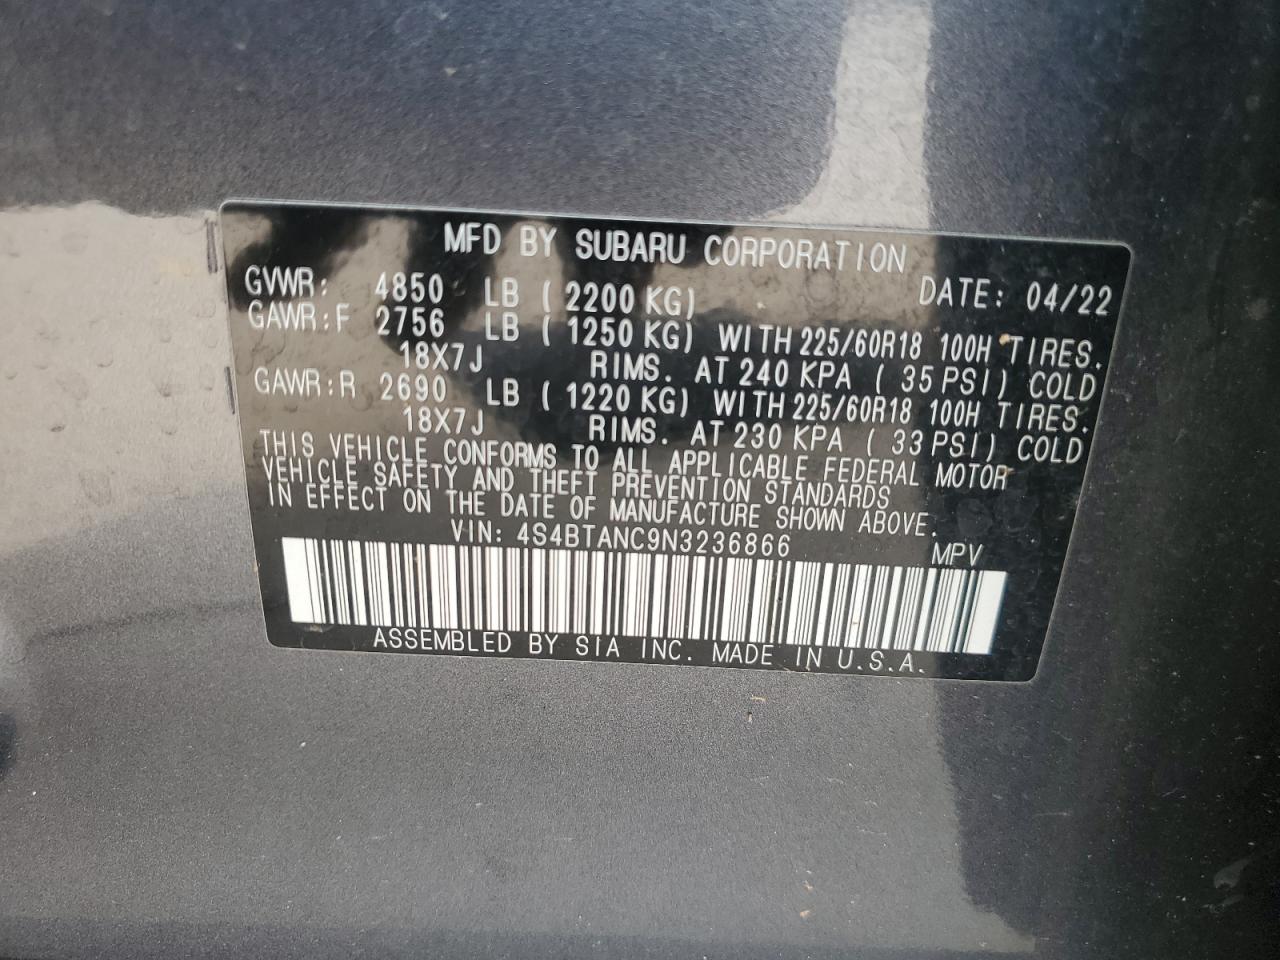 MFD BY SUBARU CORPORATION
GVWR: 4850 LB ( 2200 KG) DATE: 04/22
GAWR:F 2756 LB ( 1250 KG) WITH 225/60R18 100H TIRES.
18X7J RIMS. AT 240 KPA ( 35 PSI) COLD
GAWR:R 2690 LB ( 1220 KG) WITH 225/60R18 100H TIRES.
18X7J RIMS. AT 230 KPA ( 33 PSI) COLD
THIS VEHICLE CONFORMS TO ALL APPLICABLE FEDERAL MOTOR
VEHICLE SAFETY AND THEFT PREVENTION STANDARDS
IN EFFECT ON THE DATE OF MANUFACTURE SHOWN ABOVE.
VIN: 4S4BTANC9N3236866 MPV
ASSEMBLED BY SIA INC. MADE IN U.S.A.